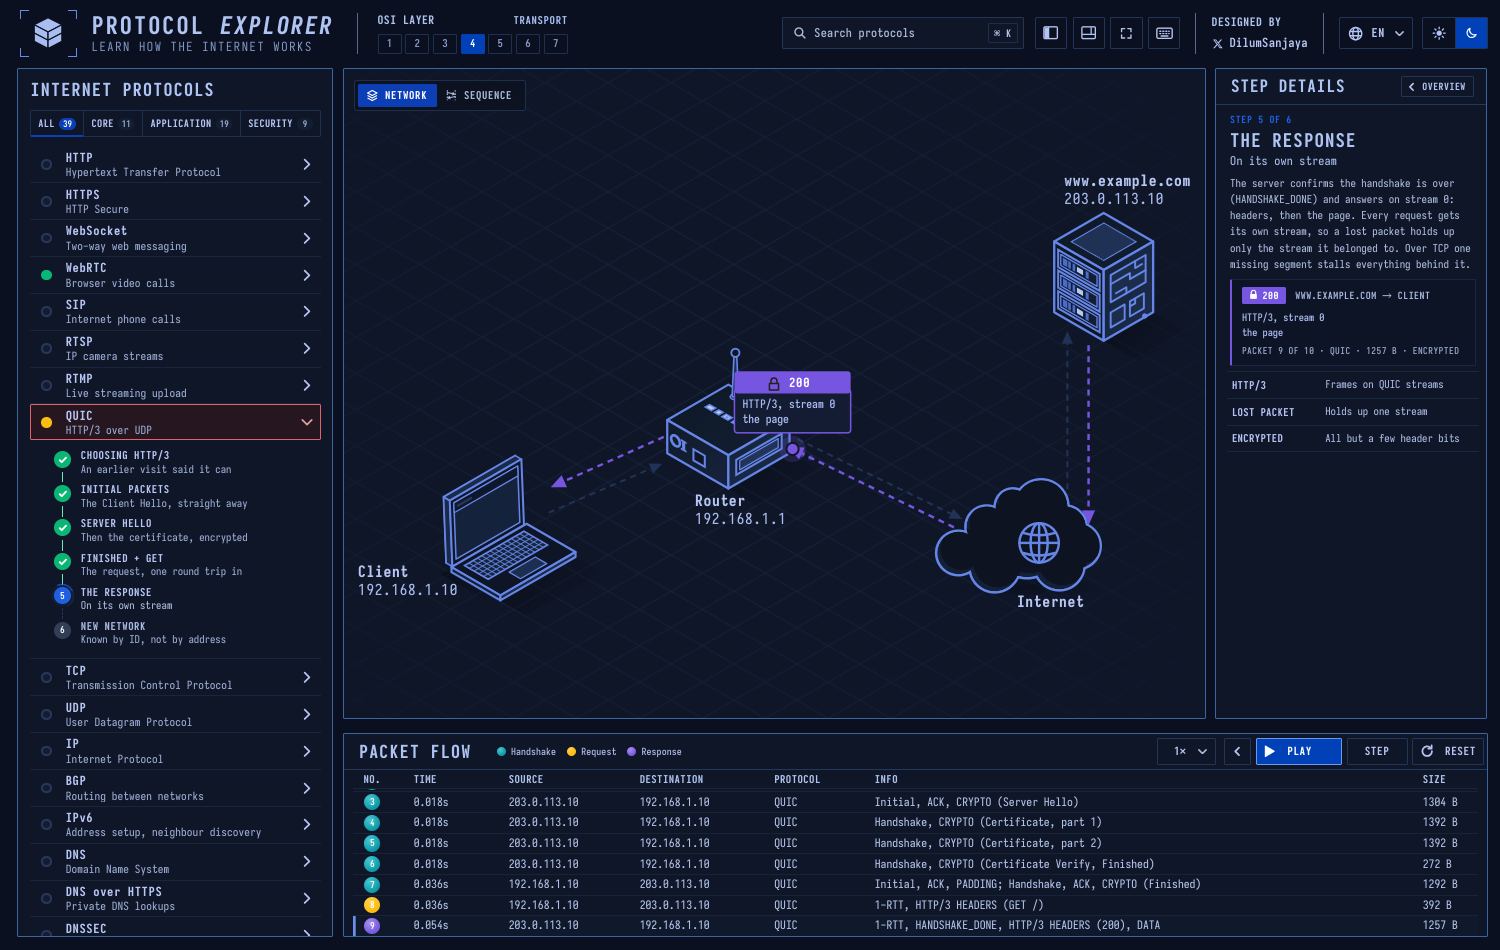 PROTOCOL EXPLORER
LEARN HOW THE INTERNET WORKS
OSI LAYER
TRANSPORT
1 2 3 4 5 6 7
Search protocols
⌘ K
DESIGNED BY
DilumSanjaya
EN
INTERNET PROTOCOLS
ALL 39
CORE 11
APPLICATION 19
SECURITY 9
HTTP
Hypertext Transfer Protocol
HTTPS
HTTP Secure
WebSocket
Two-way web messaging
WebRTC
Browser video calls
SIP
Internet phone calls
RTSP
IP camera streams
RTMP
Live streaming upload
QUIC
HTTP/3 over UDP
CHOOSING HTTP/3
An earlier visit said it can
INITIAL PACKETS
The Client Hello, straight away
SERVER HELLO
Then the certificate, encrypted
FINISHED + GET
The request, one round trip in
5
THE RESPONSE
On its own stream
6
NEW NETWORK
Known by ID, not by address
TCP
Transmission Control Protocol
UDP
User Datagram Protocol
IP
Internet Protocol
BGP
Routing between networks
IPv6
Address setup, neighbour discovery
DNS
Domain Name System
DNS over HTTPS
Private DNS lookups
DNSSEC
NETWORK
SEQUENCE
www.example.com
203.0.113.10
200
HTTP/3, stream 0
the page
Router
192.168.1.1
Client
192.168.1.10
Internet
STEP DETAILS
OVERVIEW
STEP 5 OF 6
THE RESPONSE
On its own stream
The server confirms the handshake is over
(HANDSHAKE_DONE) and answers on stream 0:
headers, then the page. Every request gets
its own stream, so a lost packet holds up
only the stream it belonged to. Over TCP one
missing segment stalls everything behind it.
200 WWW.EXAMPLE.COM → CLIENT
HTTP/3, stream 0
the page
PACKET 9 OF 10 · QUIC · 1257 B · ENCRYPTED
HTTP/3 Frames on QUIC streams
LOST PACKET Holds up one stream
ENCRYPTED All but a few header bits
PACKET FLOW
Handshake
Request
Response
1×
PLAY
STEP
RESET
NO. TIME SOURCE DESTINATION PROTOCOL INFO SIZE
3 0.018s 203.0.113.10 192.168.1.10 QUIC Initial, ACK, CRYPTO (Server Hello) 1304 B
4 0.018s 203.0.113.10 192.168.1.10 QUIC Handshake, CRYPTO (Certificate, part 1) 1392 B
5 0.018s 203.0.113.10 192.168.1.10 QUIC Handshake, CRYPTO (Certificate, part 2) 1392 B
6 0.018s 203.0.113.10 192.168.1.10 QUIC Handshake, CRYPTO (Certificate Verify, Finished) 272 B
7 0.036s 192.168.1.10 203.0.113.10 QUIC Initial, ACK, PADDING; Handshake, ACK, CRYPTO (Finished) 1292 B
8 0.036s 192.168.1.10 203.0.113.10 QUIC 1-RTT, HTTP/3 HEADERS (GET /) 392 B
9 0.054s 203.0.113.10 192.168.1.10 QUIC 1-RTT, HANDSHAKE_DONE, HTTP/3 HEADERS (200), DATA 1257 B